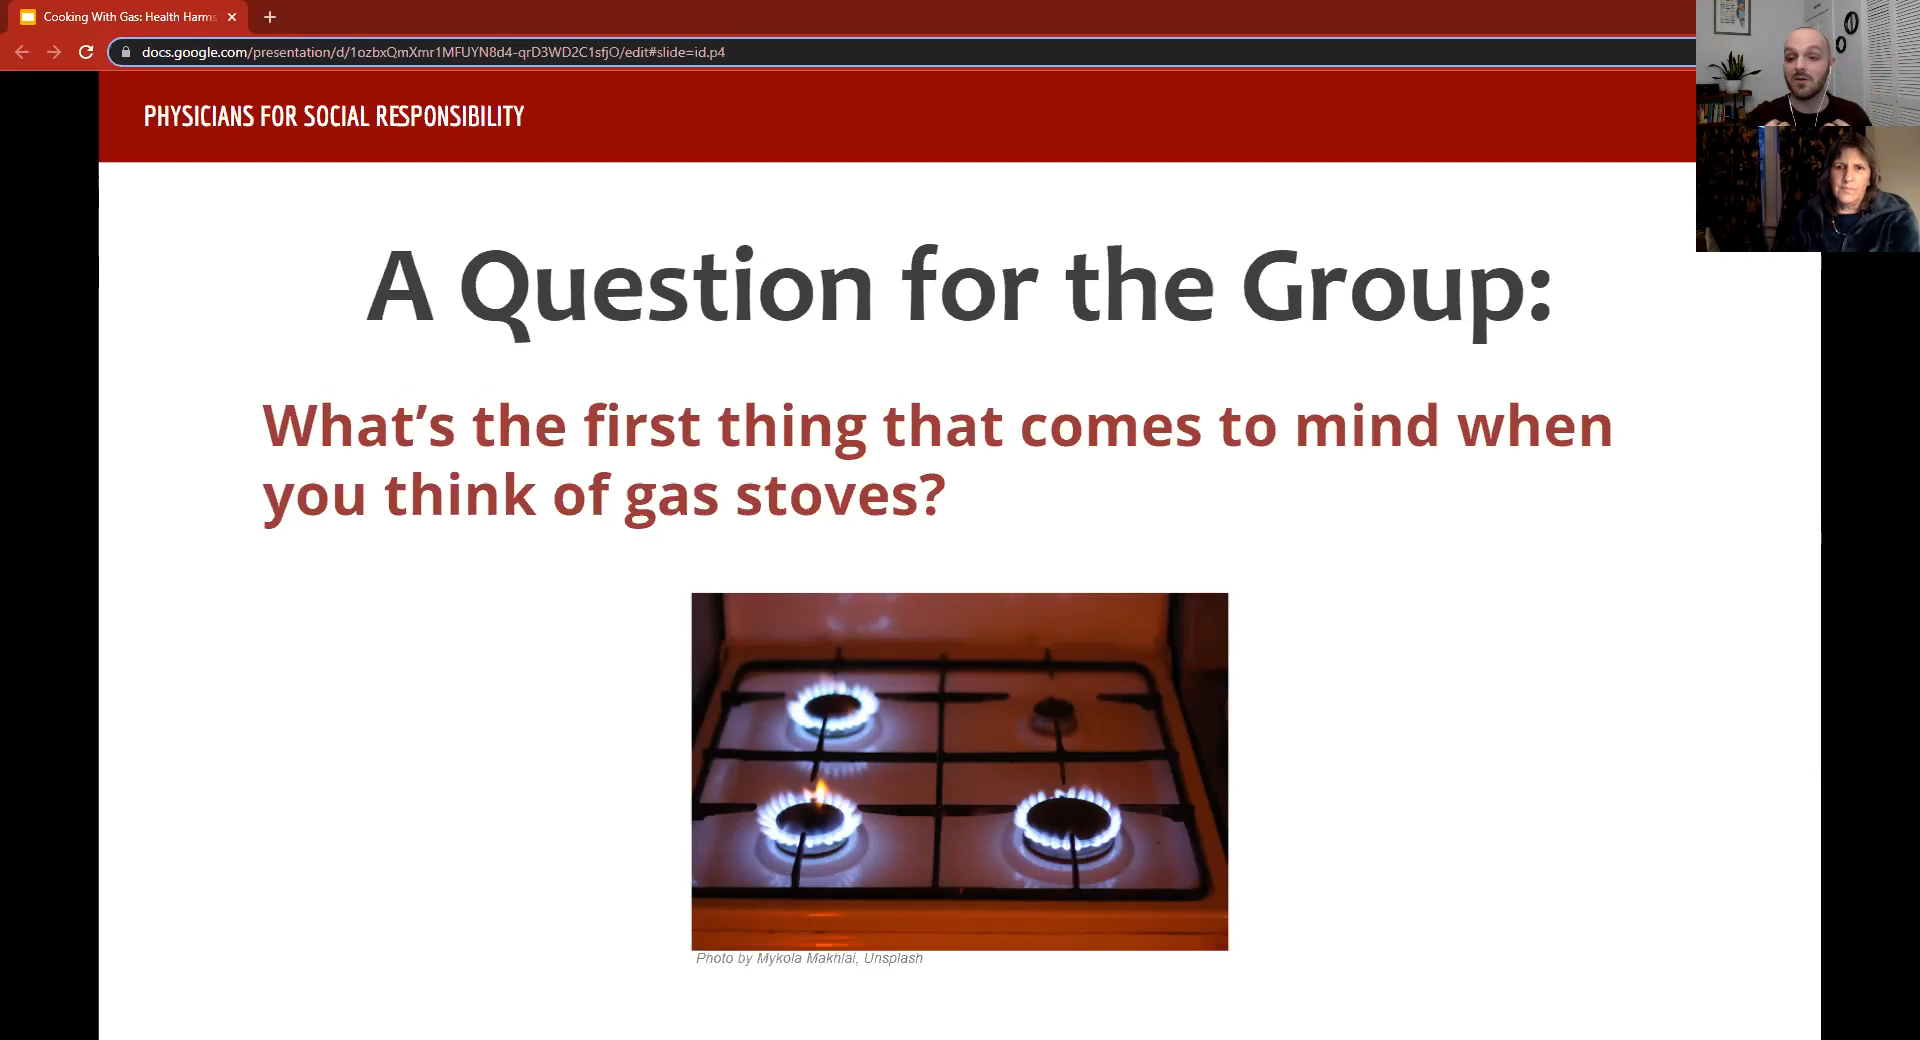 Cooking With Gas: Health Harms
docs.google.com/presentation/d/1ozbxQmXmr1MFUYN8d4-qrD3WD2C1sfjO/edit#slide=id.p4
PHYSICIANS FOR SOCIAL RESPONSIBILITY
A Question for the Group:
What's the first thing that comes to mind when
you think of gas stoves?
Photo by Mykola Makhlai, Unsplash